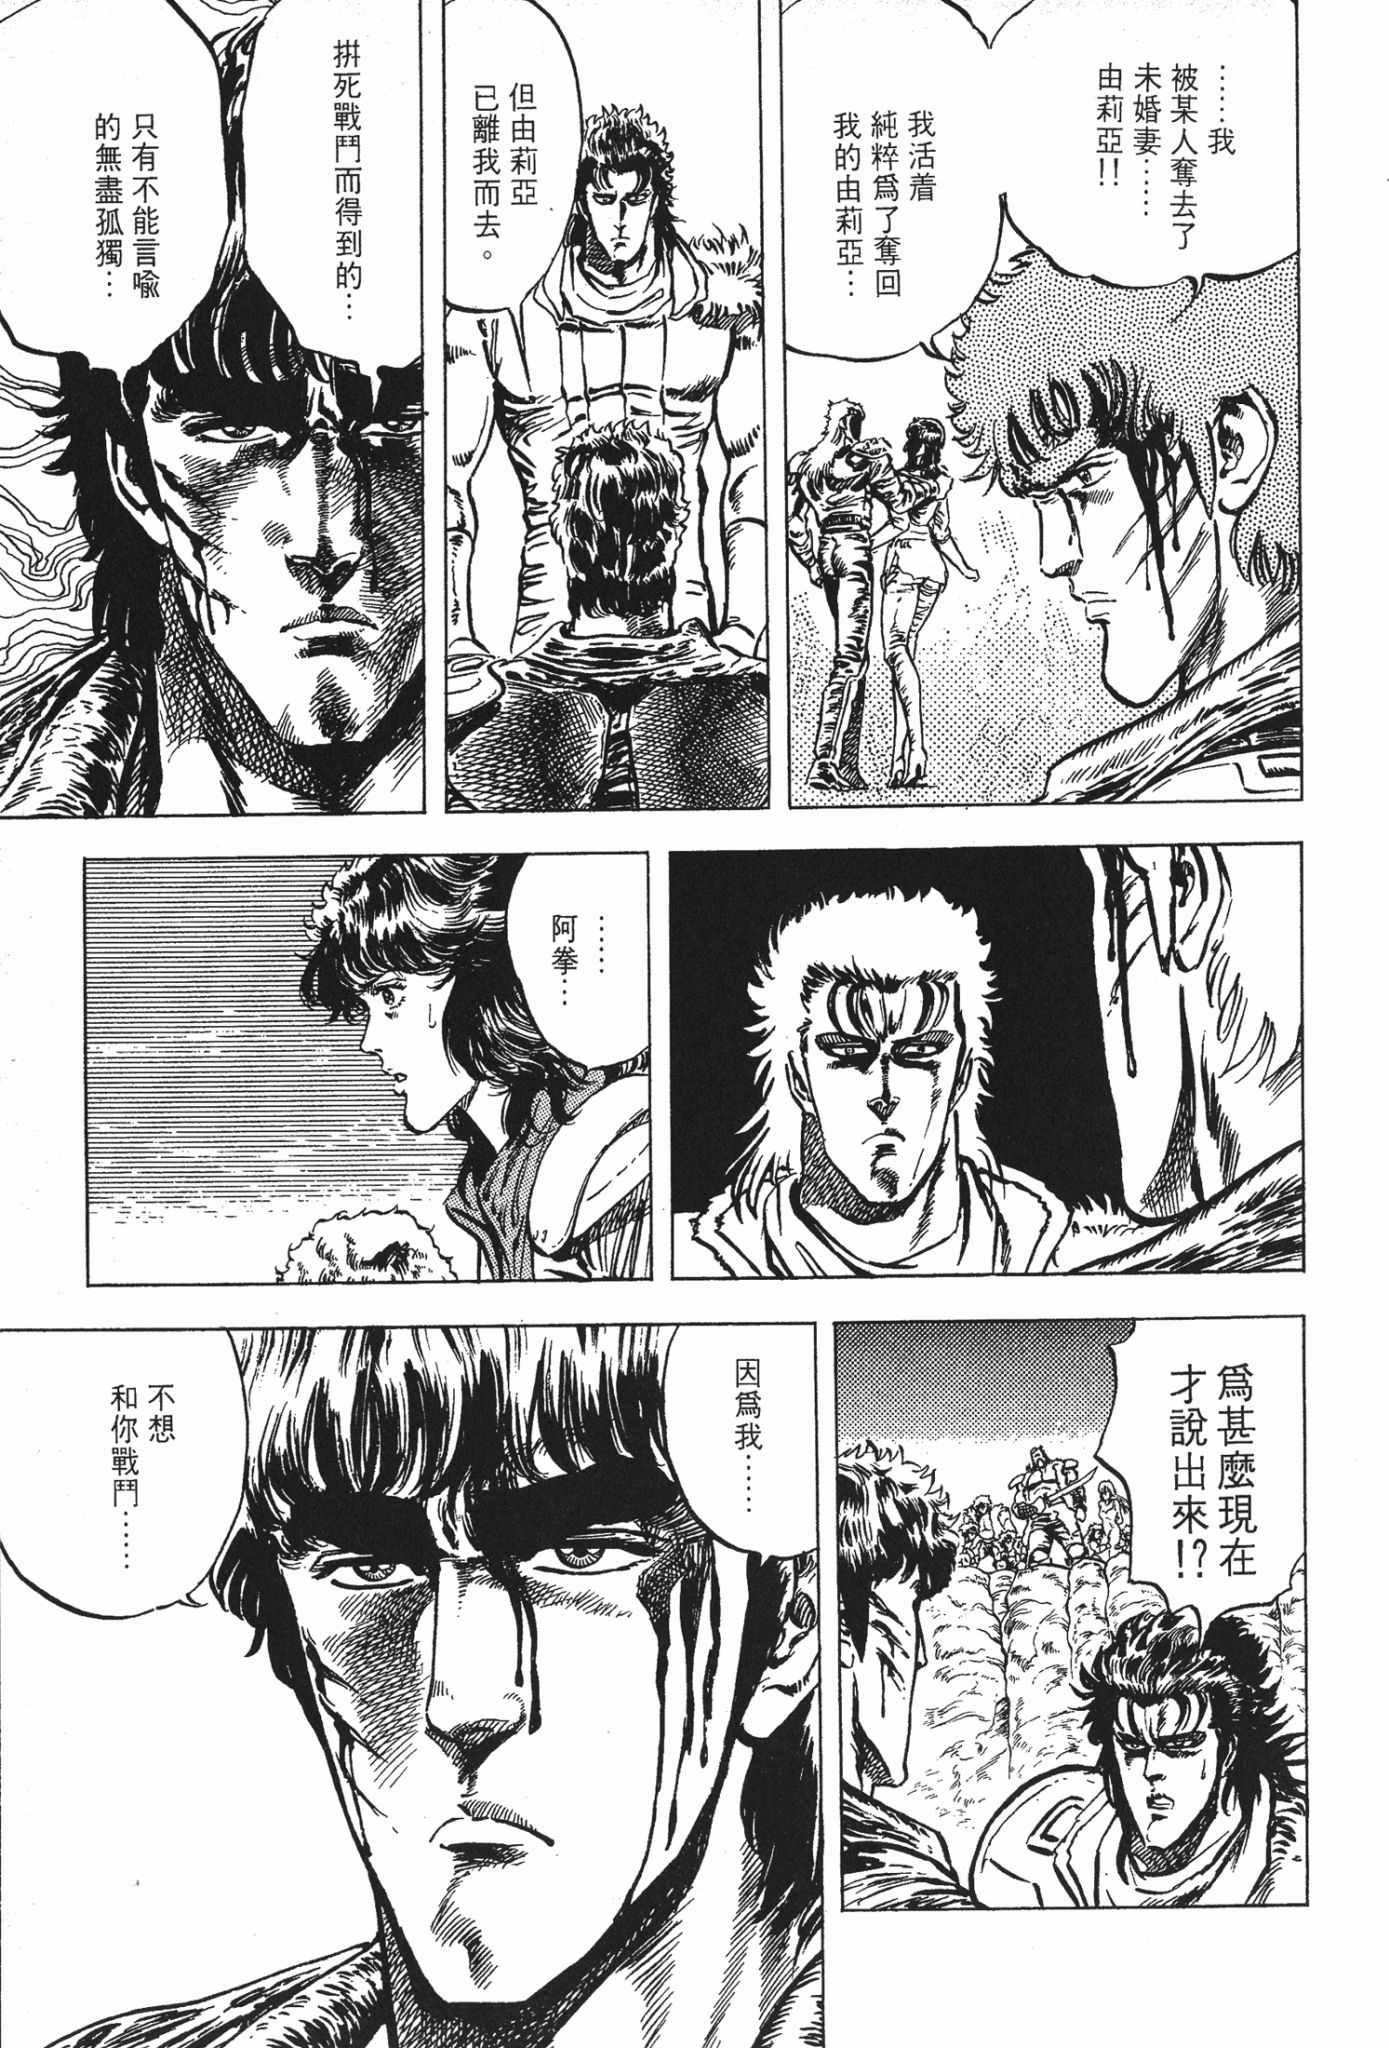 ……我
被某人奪去了
未婚妻……
由莉亞!!
我活着
純粹爲了奪回
我的由莉亞…
但由莉亞
已離我而去。
拚死戰鬥而得到的…
只有不能言喩
的無盡孤獨…
……
阿拳…
爲甚麼現在
才說出來!?
因爲我……
不想
和你戰鬥……